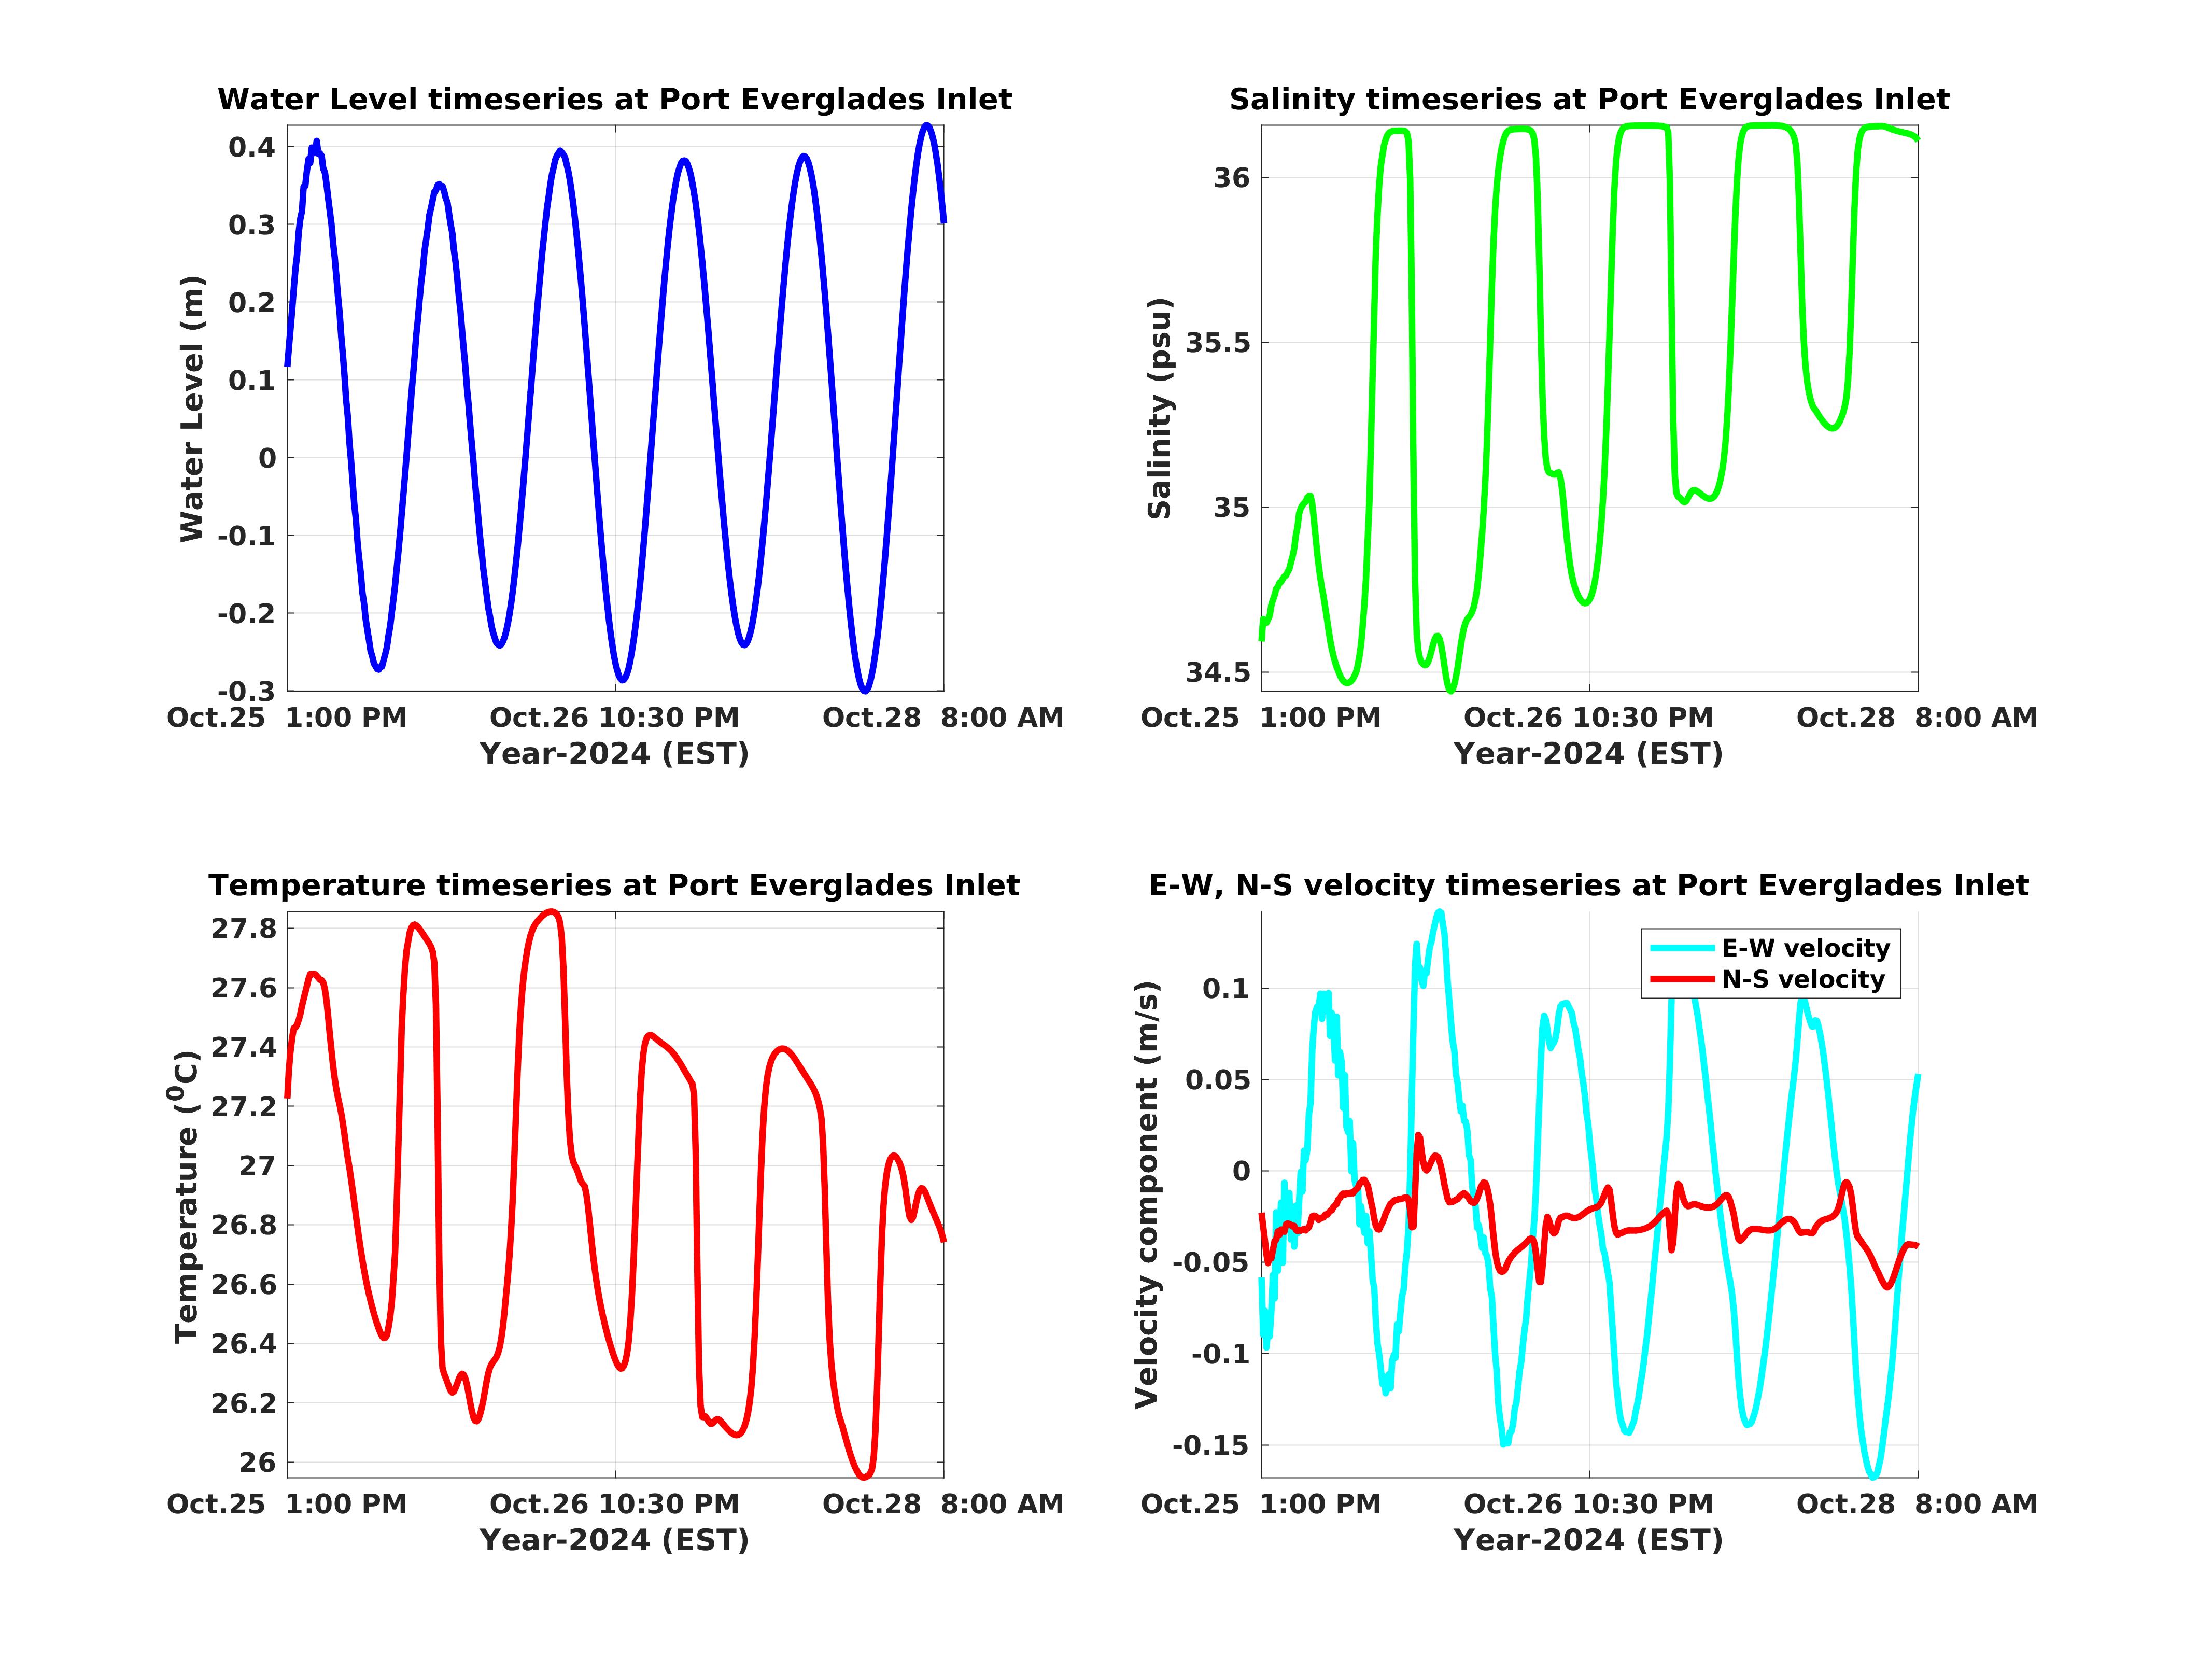 Water Level timeseries at Port Everglades Inlet
0.4
0.3
0.2
0.1
0
-0.1
-0.2
-0.3
Water Level (m)
Oct.25 1:00 PM
Oct.26 10:30 PM
Oct.28 8:00 AM
Year-2024 (EST)
Salinity timeseries at Port Everglades Inlet
36
35.5
35
34.5
Salinity (psu)
Oct.25 1:00 PM
Oct.26 10:30 PM
Oct.28 8:00 AM
Year-2024 (EST)
Temperature timeseries at Port Everglades Inlet
27.8
27.6
27.4
27.2
27
26.8
26.6
26.4
26.2
26
Temperature (⁰C)
Oct.25 1:00 PM
Oct.26 10:30 PM
Oct.28 8:00 AM
Year-2024 (EST)
E-W, N-S velocity timeseries at Port Everglades Inlet
E-W velocity
N-S velocity
0.1
0.05
0
-0.05
-0.1
-0.15
Velocity component (m/s)
Oct.25 1:00 PM
Oct.26 10:30 PM
Oct.28 8:00 AM
Year-2024 (EST)